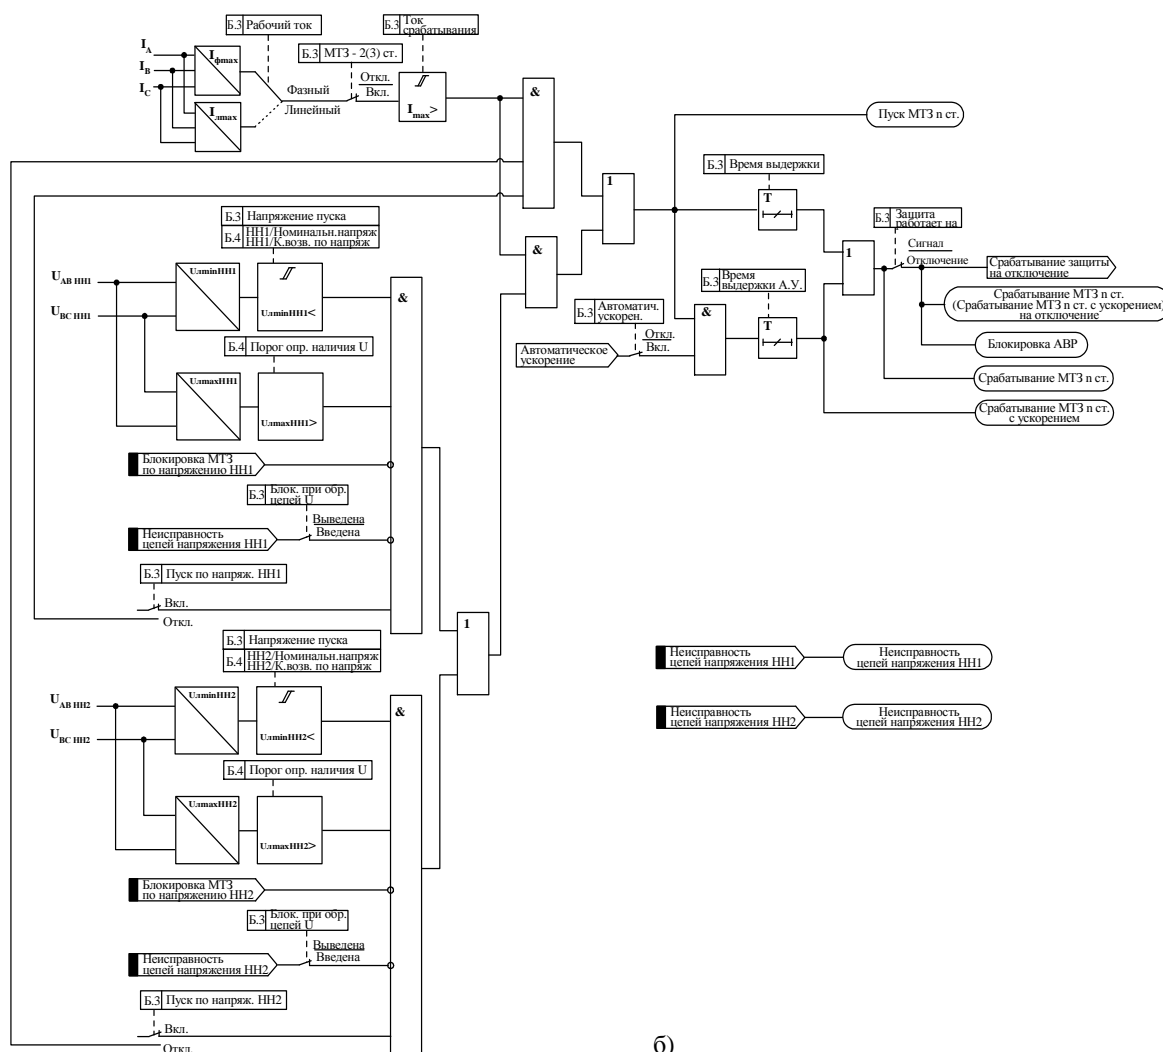 Б.3 Рабочий ток
Б.3 Ток
срабатывания
Б.3 МТЗ - 2(3) ст.
I_A
I_B
I_C
I_фmax
I_лmax
Фазный
Линейный
Откл.
Вкл.
I_max>
&
1
&
Пуск МТЗ n ст.
Б.3 Время выдержки
T
Б.3 Защита
работает на
Сигнал
Отключение
1
Срабатывание защиты
на отключение
Срабатывание МТЗ n ст.
(Срабатывание МТЗ n ст. с ускорением)
на отключение
Блокировка АВР
Срабатывание МТЗ n ст.
Срабатывание МТЗ n ст.
с ускорением
Б.3 Время
выдержки А.У.
T
&
Б.3 Автоматич.
ускорен.
Откл.
Вкл.
Автоматическое
ускорение
Б.3 Напряжение пуска
Б.4 НН1/Номинальн.напряж
НН1/К.возв. по напряж
U_AB НН1
U_BC НН1
UлminНН1
UлminНН1<
&
Б.4 Порог опр. наличия U
UлmaxНН1
UлmaxНН1>
Блокировка МТЗ
по напряжению НН1
Б.3 Блок. при обр.
цепей U
Выведена
Введена
Неисправность
цепей напряжения НН1
Б.3 Пуск по напряж. НН1
Вкл.
Откл.
1
Б.3 Напряжение пуска
Б.4 НН2/Номинальн.напряж
НН2/К.возв. по напряж
U_AB НН2
U_BC НН2
UлminНН2
UлminНН2<
&
Б.4 Порог опр. наличия U
UлmaxНН2
UлmaxНН2>
Блокировка МТЗ
по напряжению НН2
Б.3 Блок. при обр.
цепей U
Выведена
Введена
Неисправность
цепей напряжения НН2
Б.3 Пуск по напряж. НН2
Вкл.
Откл.
Неисправность
цепей напряжения НН1
Неисправность
цепей напряжения НН1
Неисправность
цепей напряжения НН2
Неисправность
цепей напряжения НН2
б)